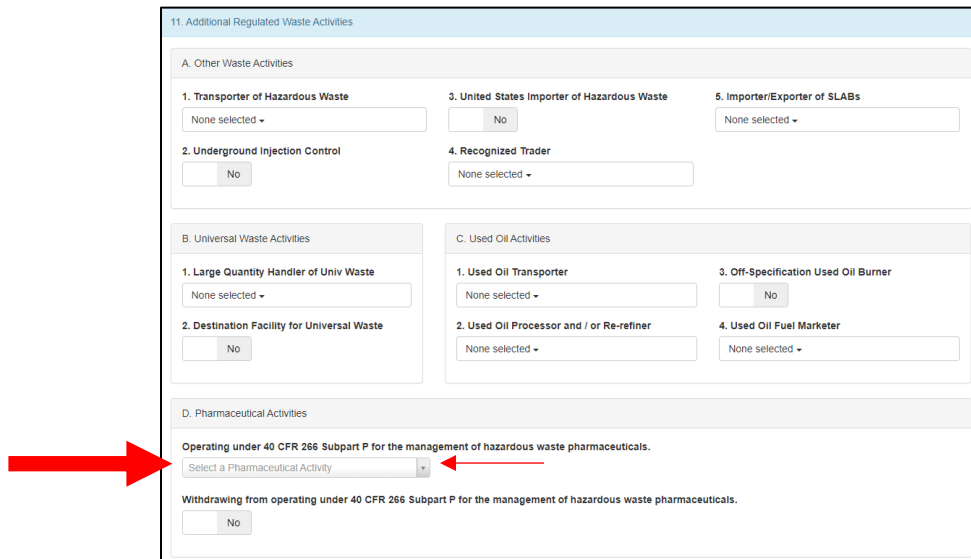 11. Additional Regulated Waste Activities
A. Other Waste Activities
1. Transporter of Hazardous Waste
None selected
3. United States Importer of Hazardous Waste
No
5. Importer/Exporter of SLABs
None selected
2. Underground Injection Control
No
4. Recognized Trader
None selected
B. Universal Waste Activities
1. Large Quantity Handler of Univ Waste
None selected
2. Destination Facility for Universal Waste
No
C. Used Oil Activities
1. Used Oil Transporter
None selected
3. Off-Specification Used Oil Burner
No
2. Used Oil Processor and / or Re-refiner
None selected
4. Used Oil Fuel Marketer
None selected
D. Pharmaceutical Activities
Operating under 40 CFR 266 Subpart P for the management of hazardous waste pharmaceuticals.
Select a Pharmaceutical Activity
Withdrawing from operating under 40 CFR 266 Subpart P for the management of hazardous waste pharmaceuticals.
No